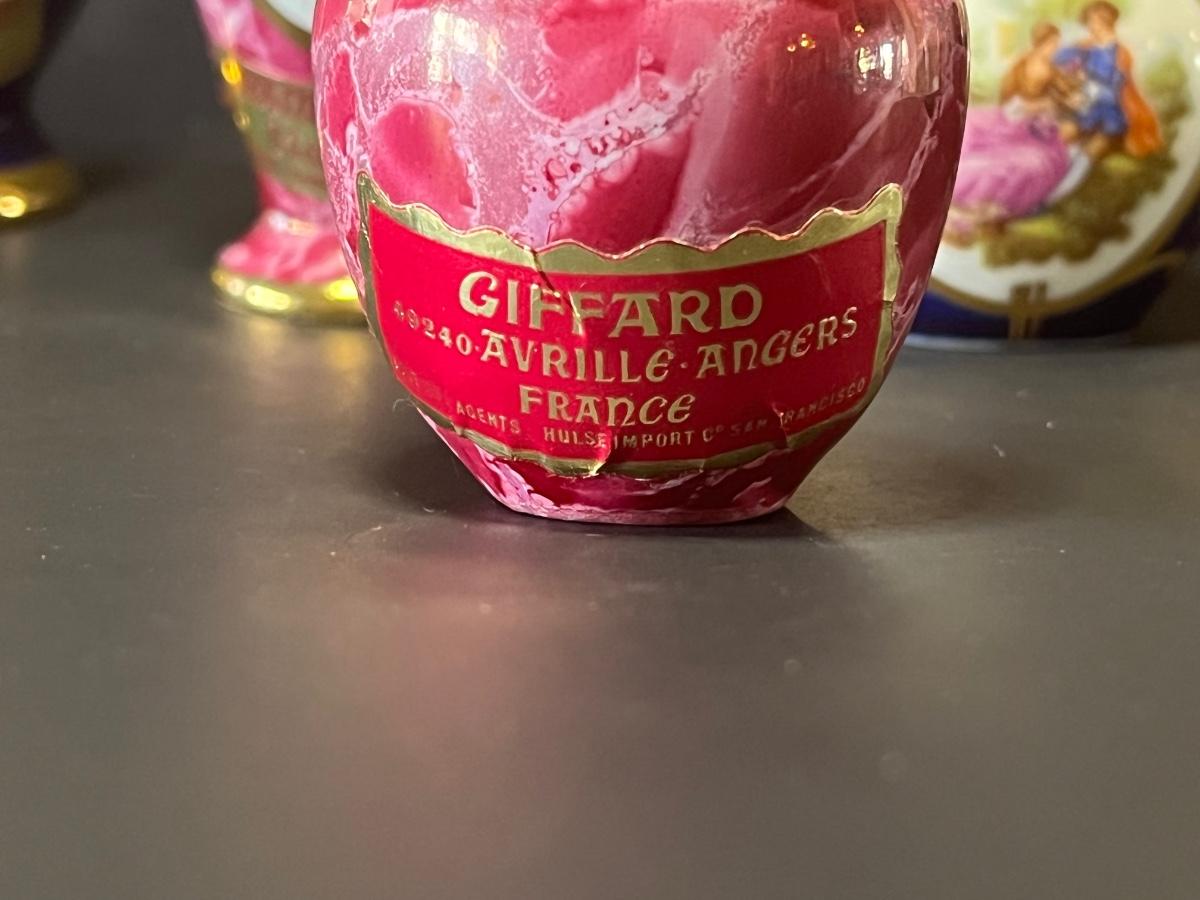 GIFFARD
49240·AVRILLE·ANGERS
FRANCE
AGENTS HULSE IMPORT Cº SAN FRANCISCO